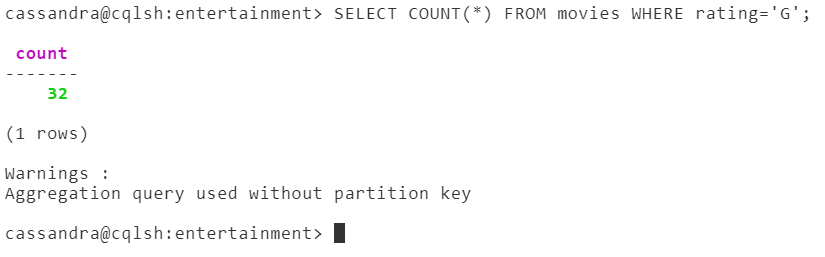 cassandra@cqlsh:entertainment> SELECT COUNT(*) FROM movies WHERE rating='G';
count
-------
32
(1 rows)
Warnings :
Aggregation query used without partition key
cassandra@cqlsh:entertainment>